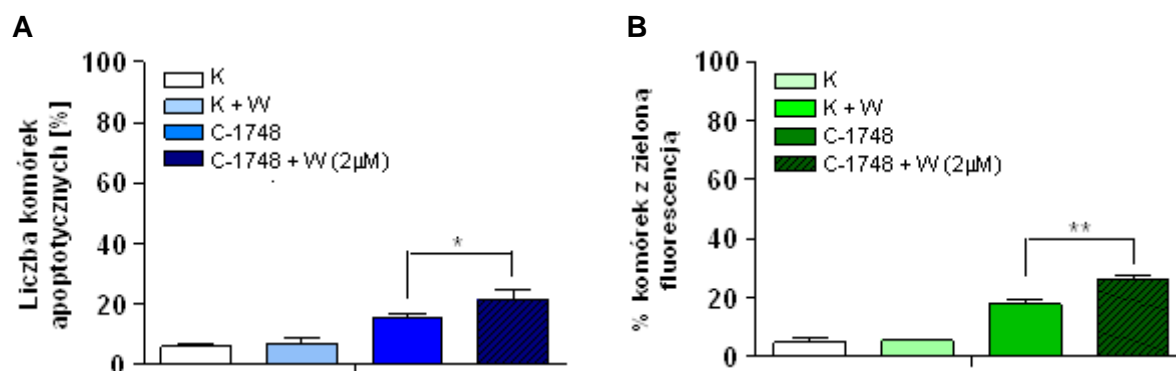 A
Liczba komórek
apoptotycznych [%]
100
80
60
40
20
0
K
K + W
C-1748
C-1748 + W (2µM)
*
B
% komórek z zieloną
fluorescencją
100
80
60
40
20
0
K
K + W
C-1748
C-1748 + W (2µM)
**